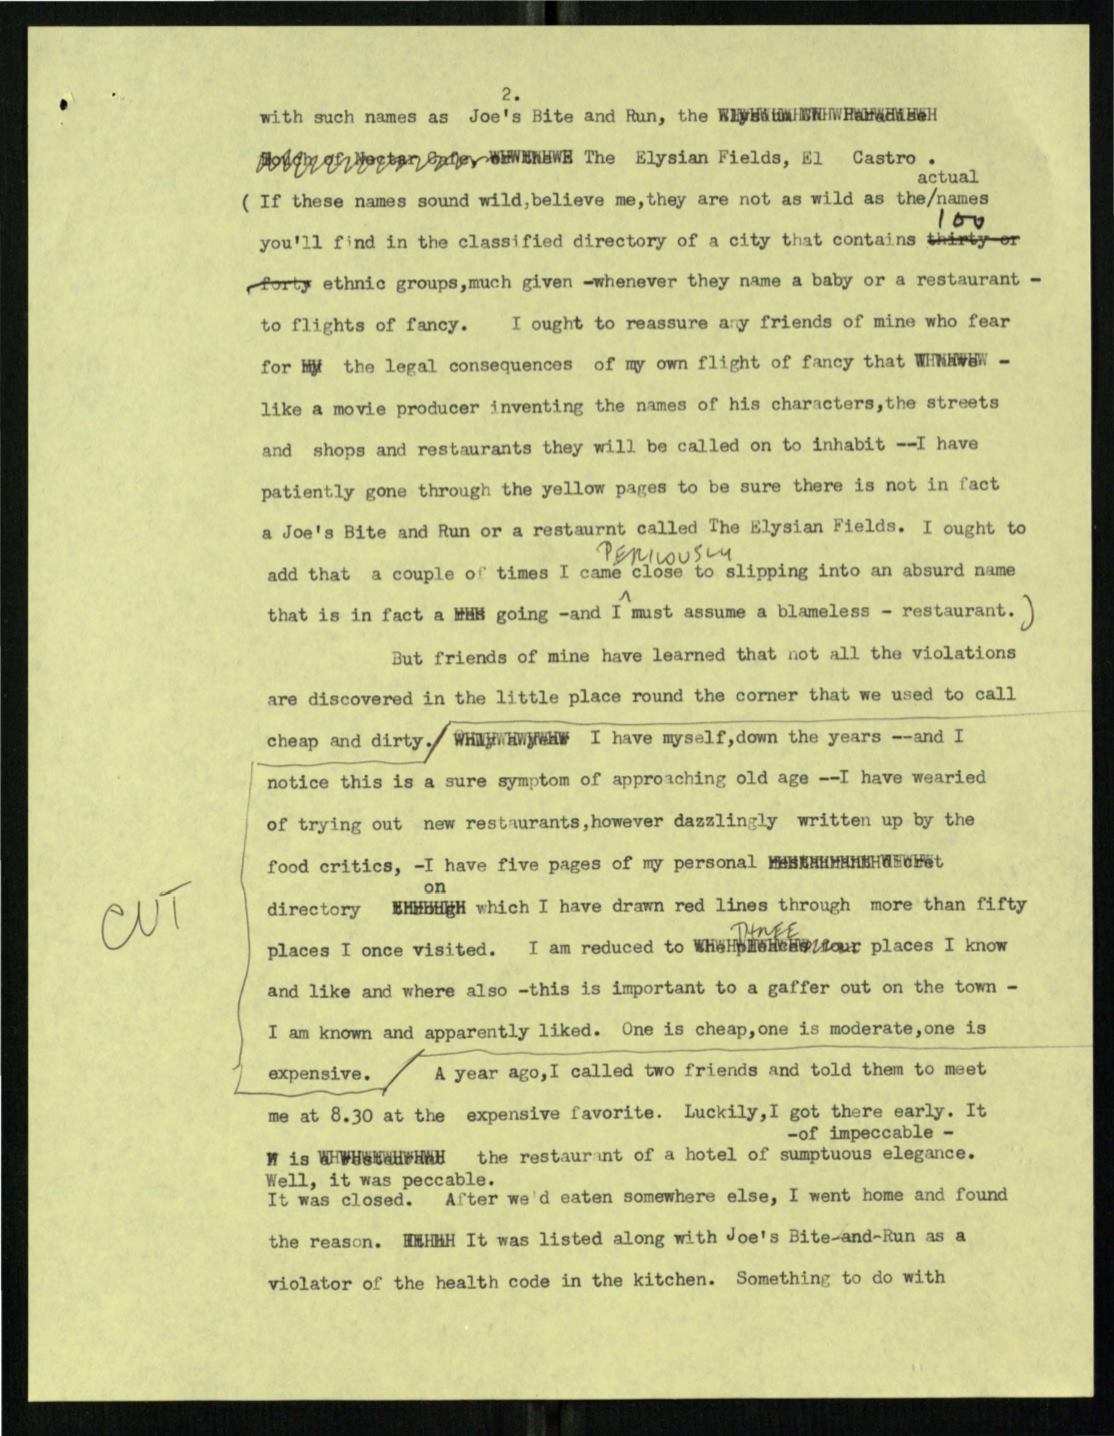 2.
with such names as Joe's Bite and Run, the
The Elysian Fields, El Castro .
actual
( If these names sound wild,believe me,they are not as wild as the/names
100
you'll find in the classified directory of a city that contains thirty or
forty ethnic groups,much given -whenever they name a baby or a restaurant -
to flights of fancy. I ought to reassure any friends of mine who fear
for my the legal consequences of my own flight of fancy that
like a movie producer inventing the names of his characters,the streets
and shops and restaurants they will be called on to inhabit --I have
patiently gone through the yellow pages to be sure there is not in fact
a Joe's Bite and Run or a restaurnt called The Elysian Fields. I ought to
PERILOUSLY
add that a couple of times I came close to slipping into an absurd name
that is in fact a going -and I must assume a blameless - restaurant.)
But friends of mine have learned that not all the violations
are discovered in the little place round the corner that we used to call
cheap and dirty./ I have myself,down the years --and I
notice this is a sure symptom of approaching old age --I have wearied
of trying out new restaurants,however dazzlingly written up by the
food critics, -I have five pages of my personal
on
directory which I have drawn red lines through more than fifty
CUT
THREE
places I once visited. I am reduced to places I know
and like and where also -this is important to a gaffer out on the town -
I am known and apparently liked. One is cheap,one is moderate,one is
expensive. / A year ago,I called two friends and told them to meet
me at 8.30 at the expensive favorite. Luckily,I got there early. It
-of impeccable -
is the restaurant of a hotel of sumptuous elegance.
Well, it was peccable.
It was closed. After we'd eaten somewhere else, I went home and found
the reason. It was listed along with Joe's Bite-and-Run as a
violator of the health code in the kitchen. Something to do with